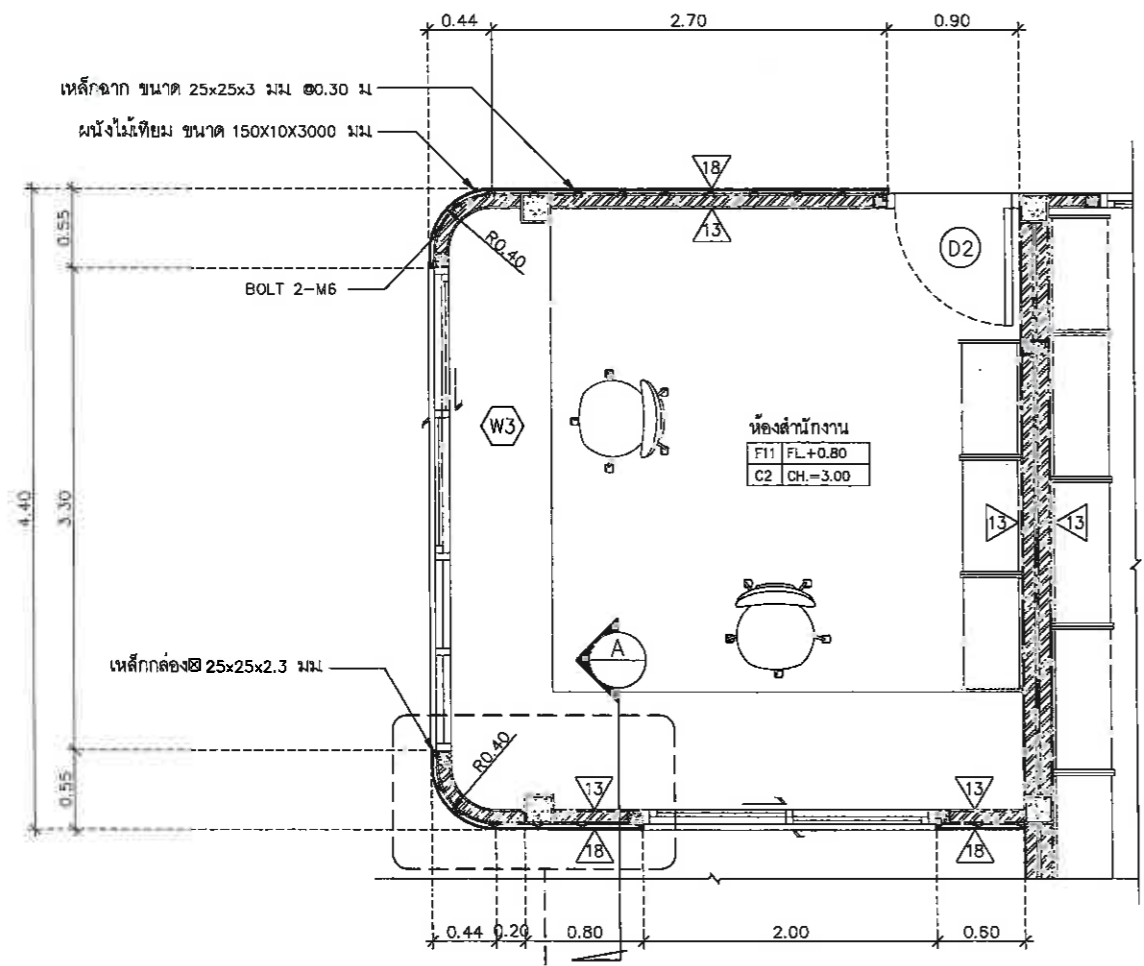 0.44 2.70 0.90
เหล็กฉาก ขนาด 25x25x3 มม. @0.30 ม.
ผนังไม้เทียม ขนาด 150X10X3000 มม.
18
13
R0.40
D2
0.55
BOLT 2-M6
W3
ห้องสำนักงาน
F11 FL.+0.80
C2 CH.=3.00
4.40
3.30
13 13
A
เหล็กกล่อง 25x25x2.3 มม.
R0.40
0.55
13 13
18 18
0.44 0.20 0.80 2.00 0.60